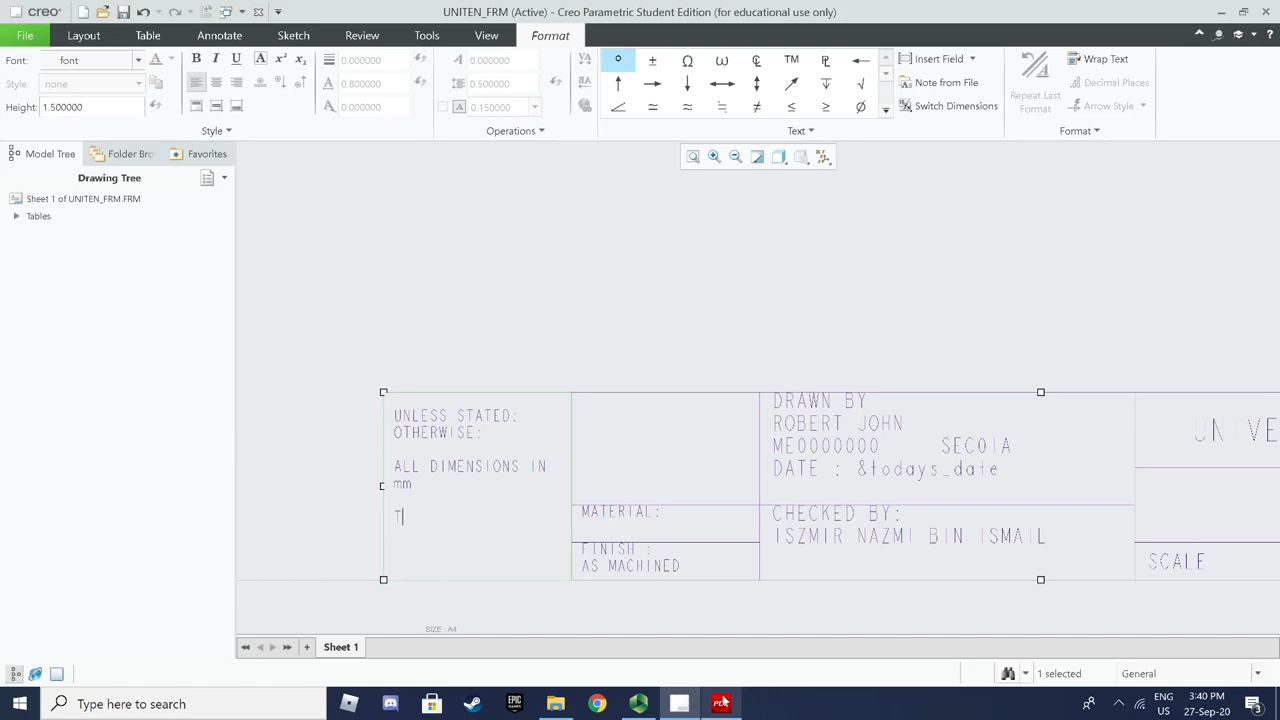 UNITEN_FRM (Active) - Creo Parametric Student Edition (for educational use only)
creo
File
Layout
Table
Annotate
Sketch
Review
Tools
View
Format
Font:
font
Style:
none
Height:
1.500000
B I U A
0.000000
0.800000
0.000000
0.000000
0.500000
0.150000
Insert Field
Note from File
Switch Dimensions
Repeat Last
Format
Wrap Text
Decimal Places
Arrow Style
Style
Operations
Text
Format
Model Tree
Folder Bro
Favorites
Drawing Tree
Sheet 1 of UNITEN_FRM.FRM
Tables
UNLESS STATED:
OTHERWISE:
ALL DIMENSIONS IN
mm
T
MATERIAL:
FINISH :
AS MACHINED
DRAWN BY
ROBERT JOHN
ME0000000 SEC01A
DATE : &todays_date
CHECKED BY:
ISZMIR NAZMI BIN ISMAIL
UNIVE
SCALE
SIZE : A4
Sheet 1
1 selected
General
Type here to search
ENG
US
3:40 PM
27-Sep-20